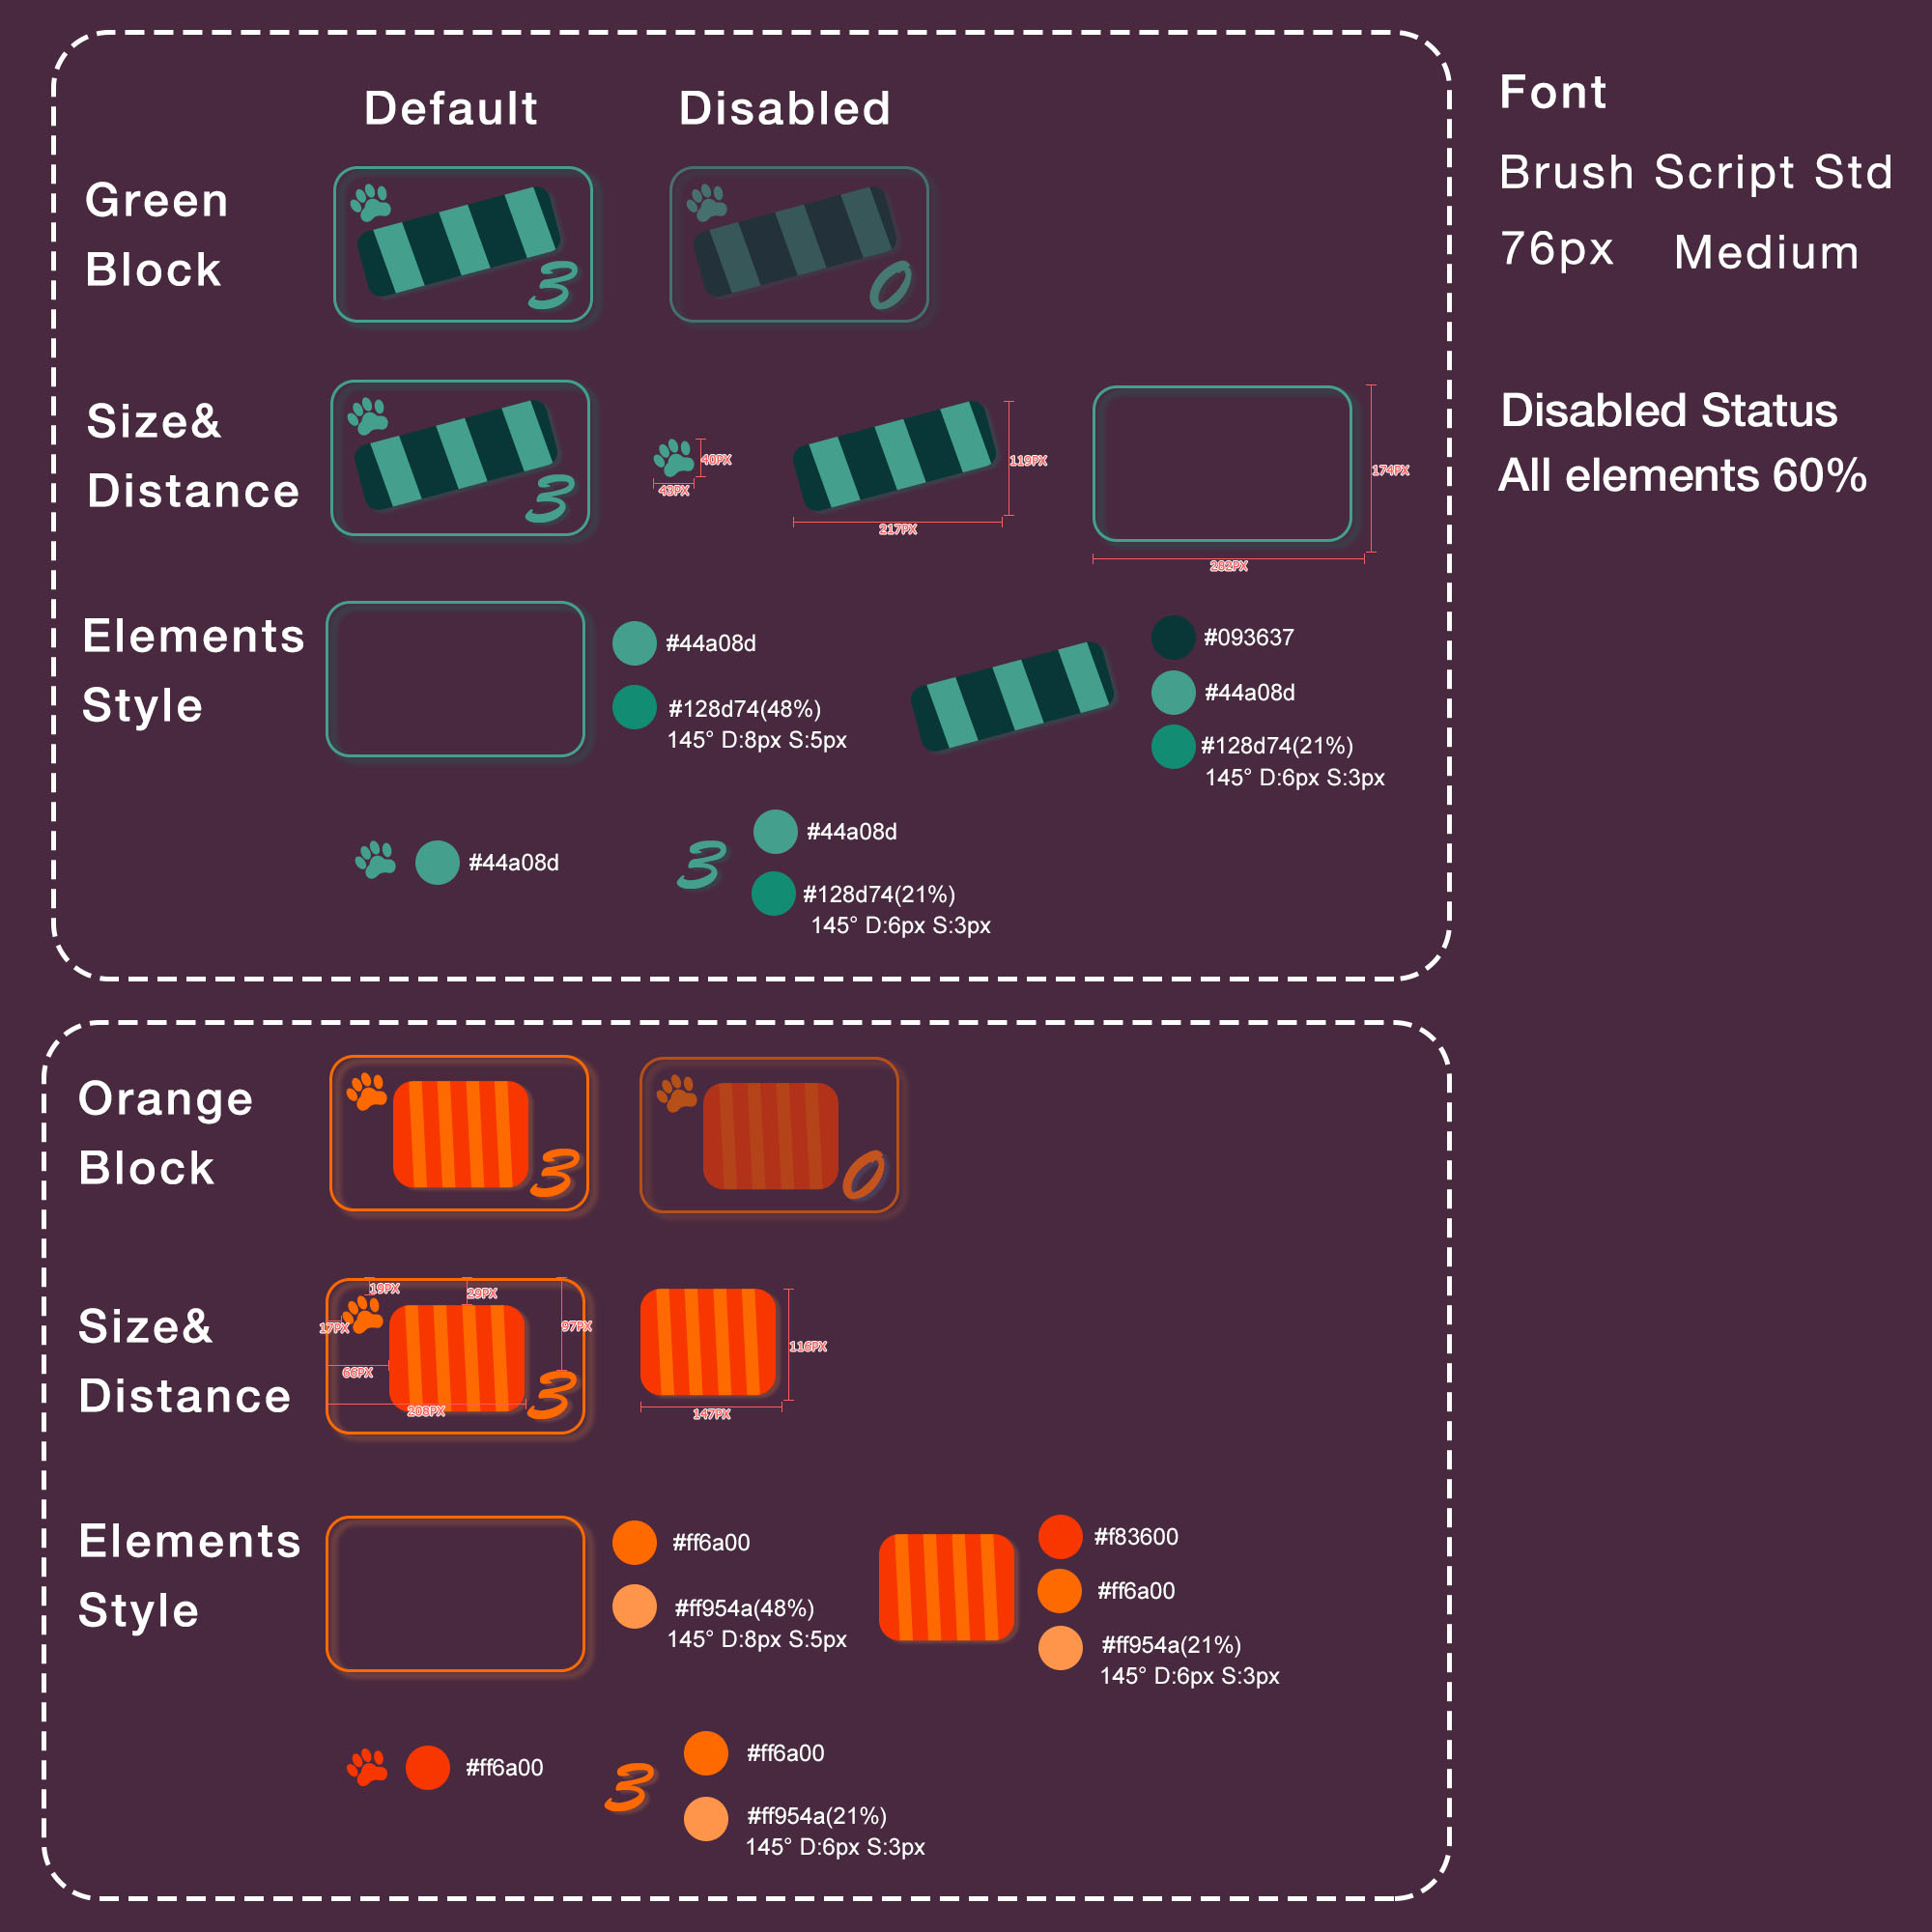 Default
Disabled
Green
Block
3
0
Font
Brush Script Std
76px Medium
Disabled Status
All elements 60%
Size&
Distance
3
40PX
43PX
119PX
217PX
174PX
282PX
Elements
Style
#44a08d
#128d74(48%)
145° D:8px S:5px
#093637
#44a08d
#128d74(21%)
145° D:6px S:3px
#44a08d
3
#44a08d
#128d74(21%)
145° D:6px S:3px
Orange
Block
3
0
Size&
Distance
19PX
29PX
17PX
97PX
66PX
208PX
3
116PX
147PX
Elements
Style
#ff6a00
#ff954a(48%)
145° D:8px S:5px
#f83600
#ff6a00
#ff954a(21%)
145° D:6px S:3px
#ff6a00
3
#ff6a00
#ff954a(21%)
145° D:6px S:3px